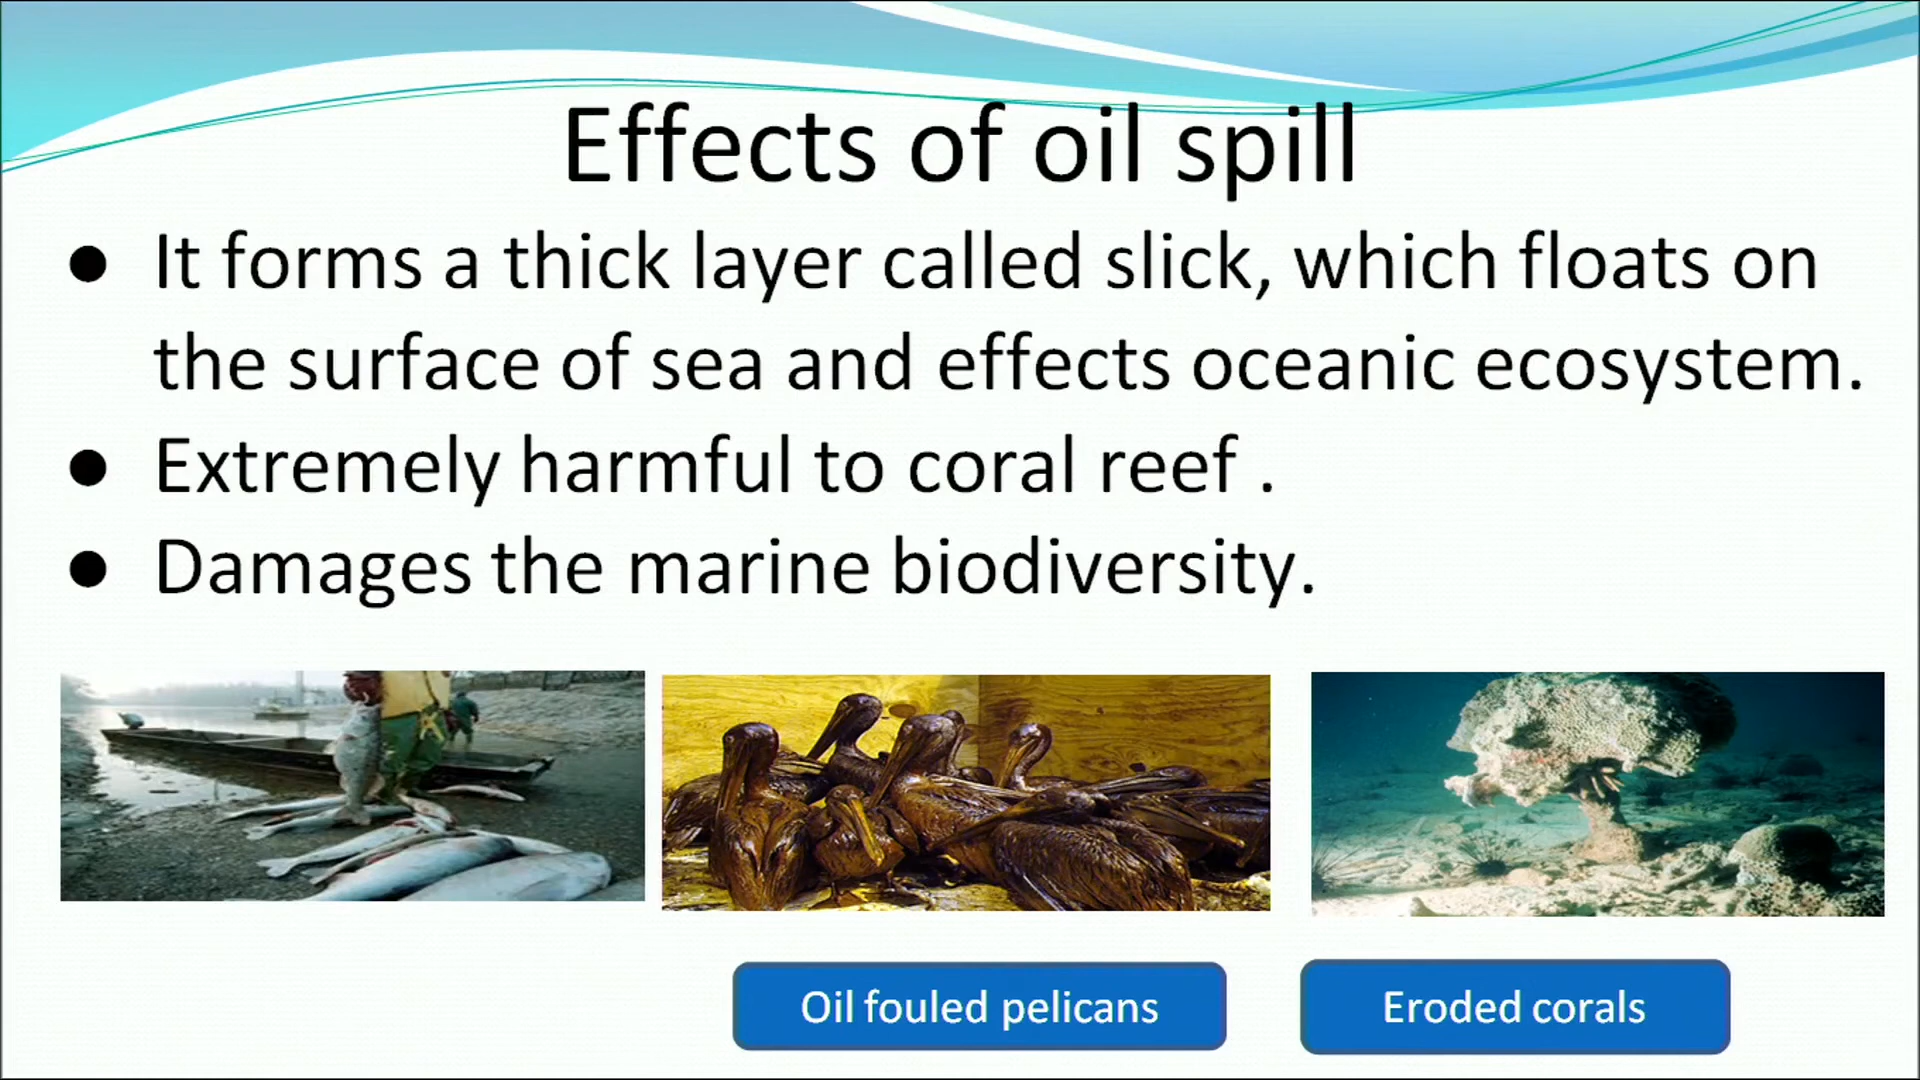 Effects of oil spill
● It forms a thick layer called slick, which floats on
the surface of sea and effects oceanic ecosystem.
● Extremely harmful to coral reef .
● Damages the marine biodiversity.
Oil fouled pelicans
Eroded corals